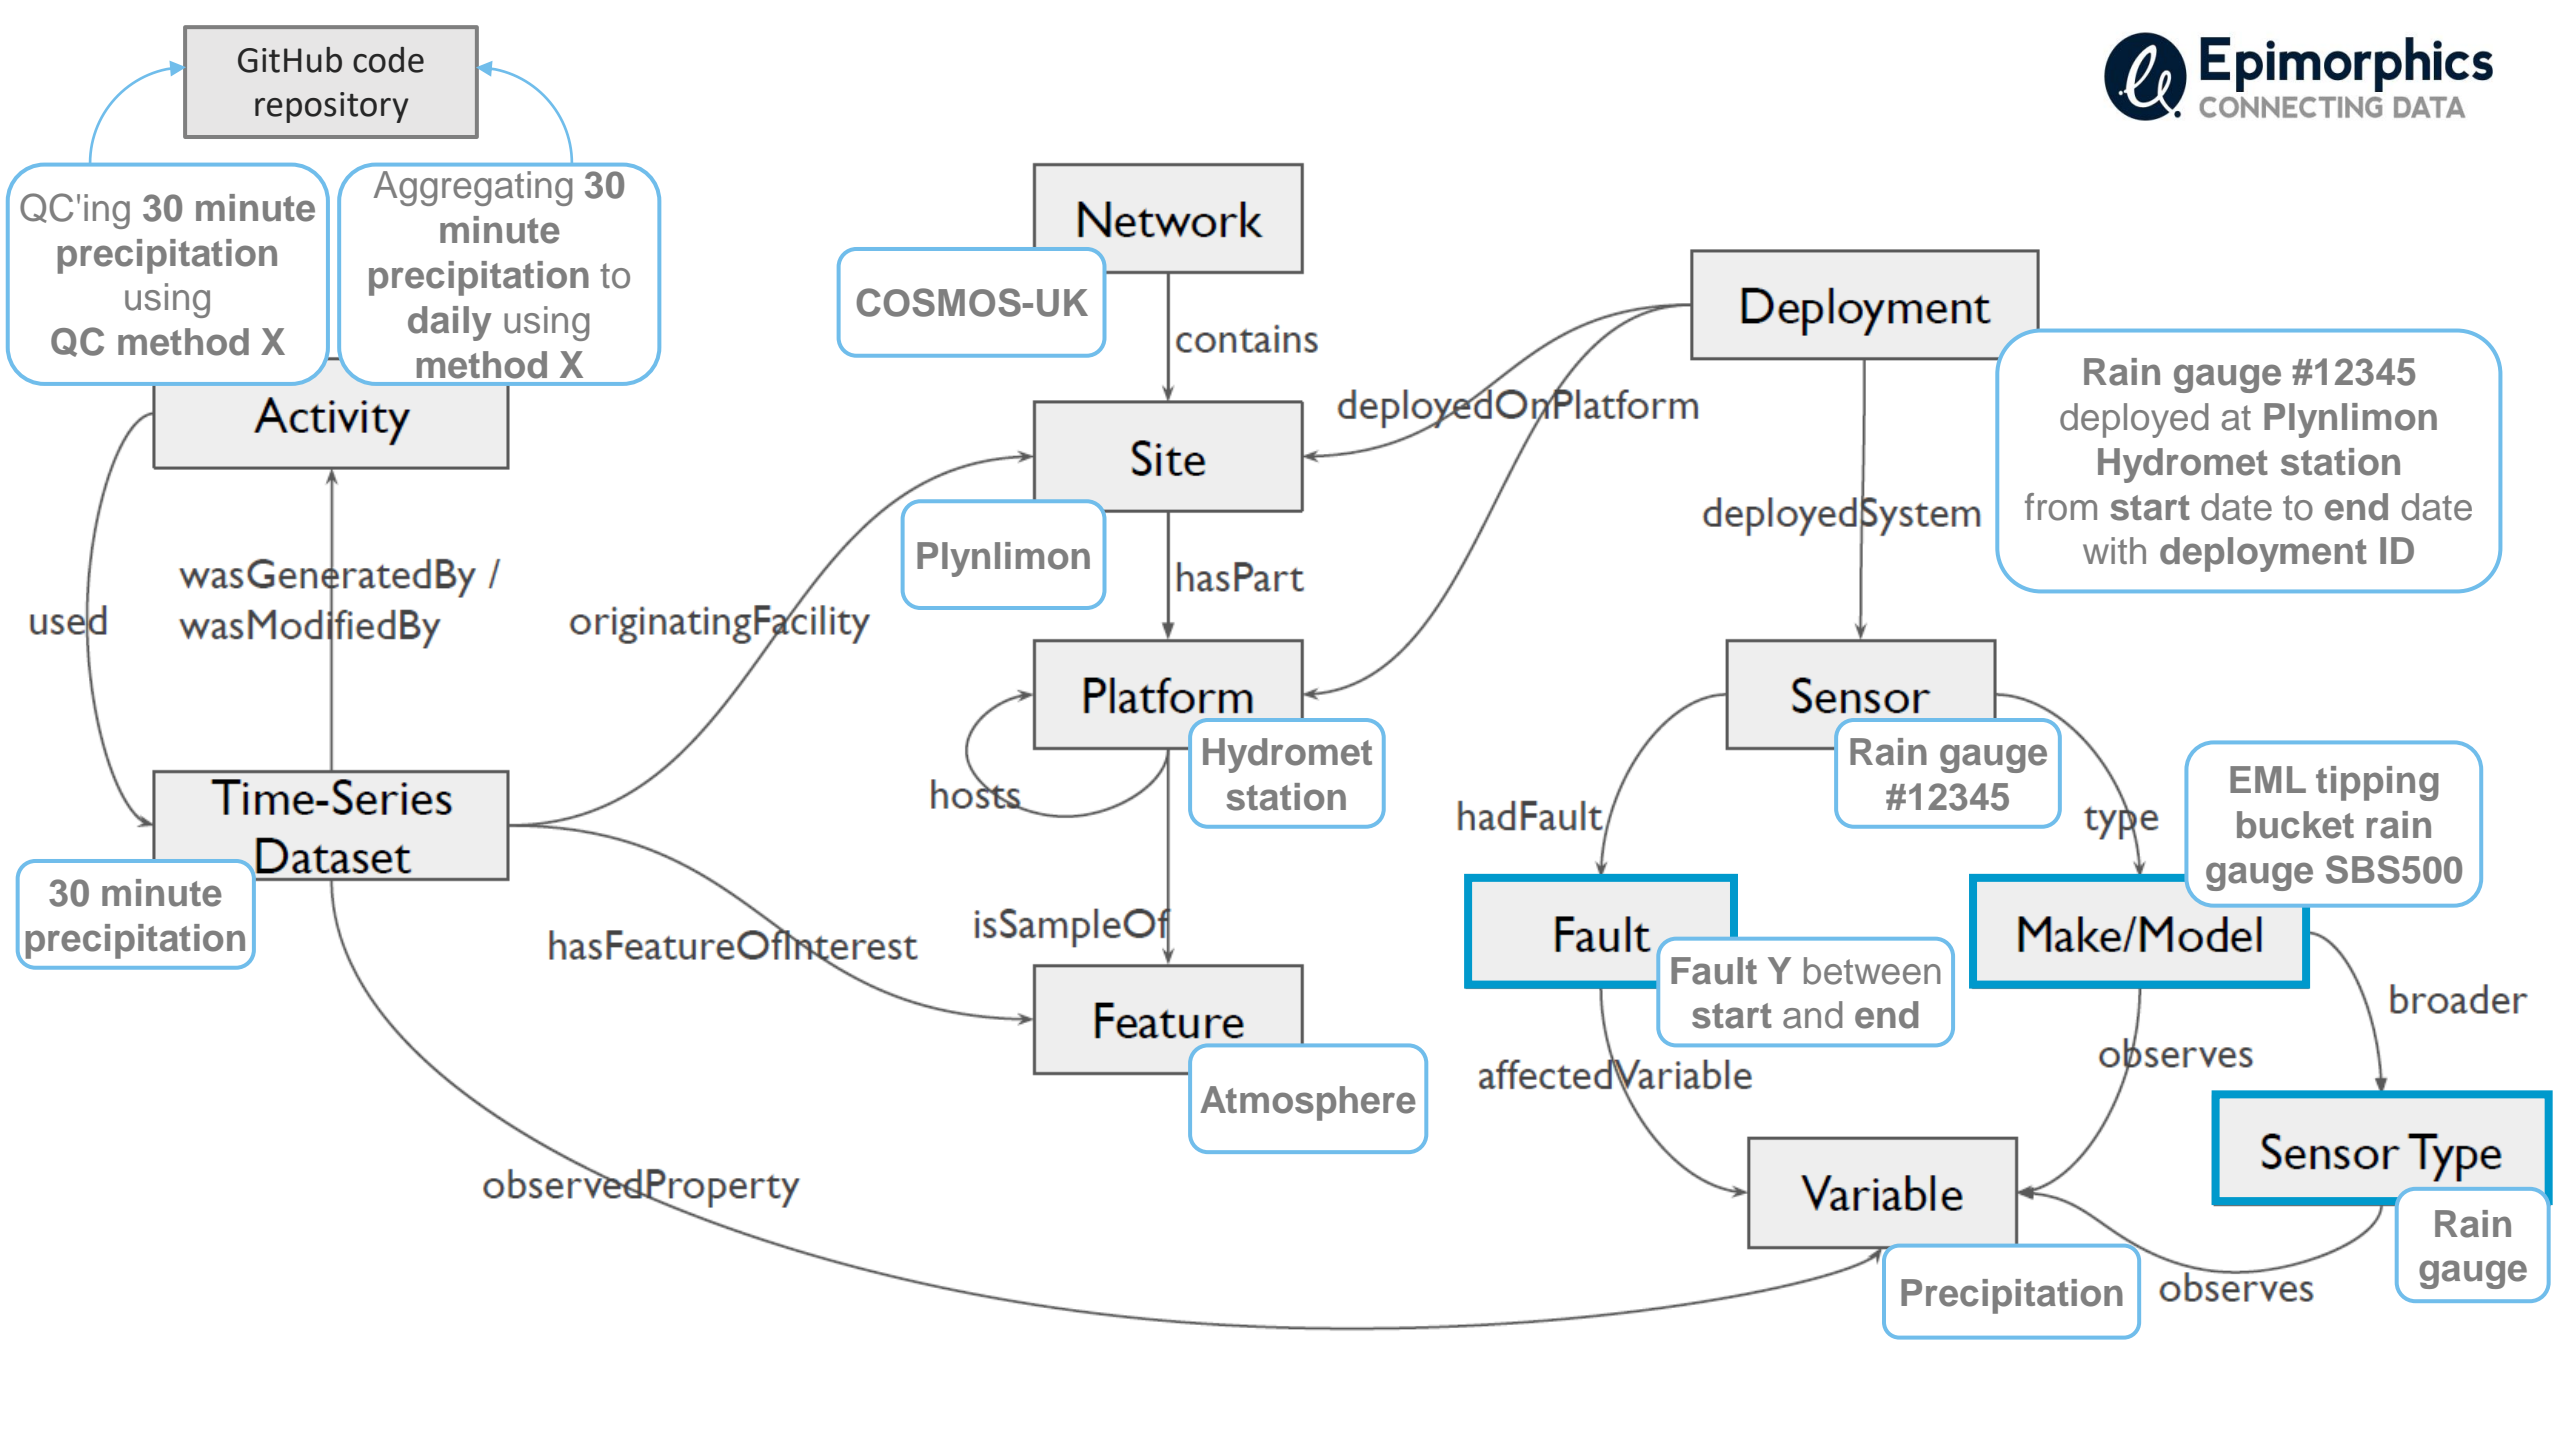 GitHub code
repository
Epimorphics
CONNECTING DATA
QC'ing 30 minute
precipitation
using
QC method X
Aggregating 30
minute
precipitation to
daily using
method X
Activity
Network
COSMOS-UK
contains
Deployment
Rain gauge #12345
deployed at Plynlimon
Hydromet station
from start date to end date
with deployment ID
deployedOnPlatform
Site
Plynlimon
deployedSystem
used
wasGeneratedBy /
wasModifiedBy
originatingFacility
hasPart
Platform
Hydromet
station
hosts
Sensor
Rain gauge
#12345
hadFault
type
EML tipping
bucket rain
gauge SBS500
Time-Series
Dataset
30 minute
precipitation
hasFeatureOfInterest
isSampleOf
Fault
Fault Y between
start and end
Make/Model
broader
Feature
Atmosphere
affectedVariable
observes
Sensor Type
Rain
gauge
observedProperty
Variable
Precipitation
observes